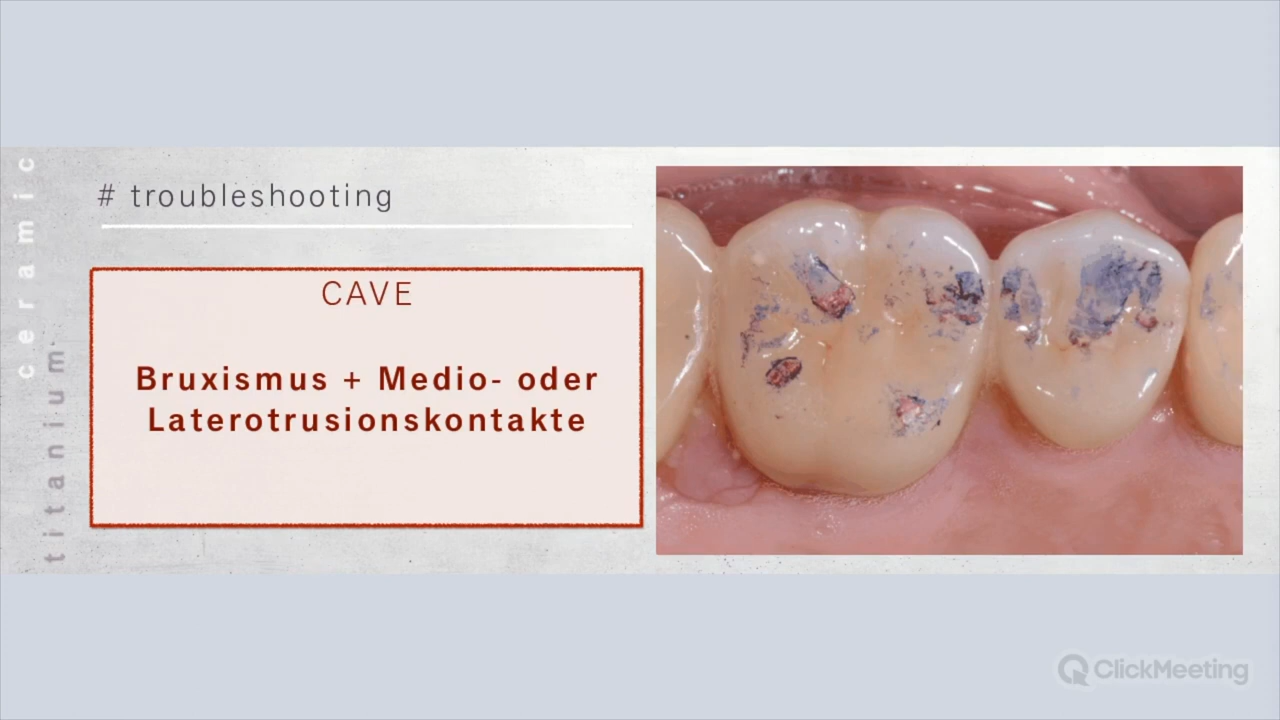 # troubleshooting
ceramic
titanium
CAVE
Bruxismus + Medio- oder
Laterotrusionskontakte
ClickMeeting